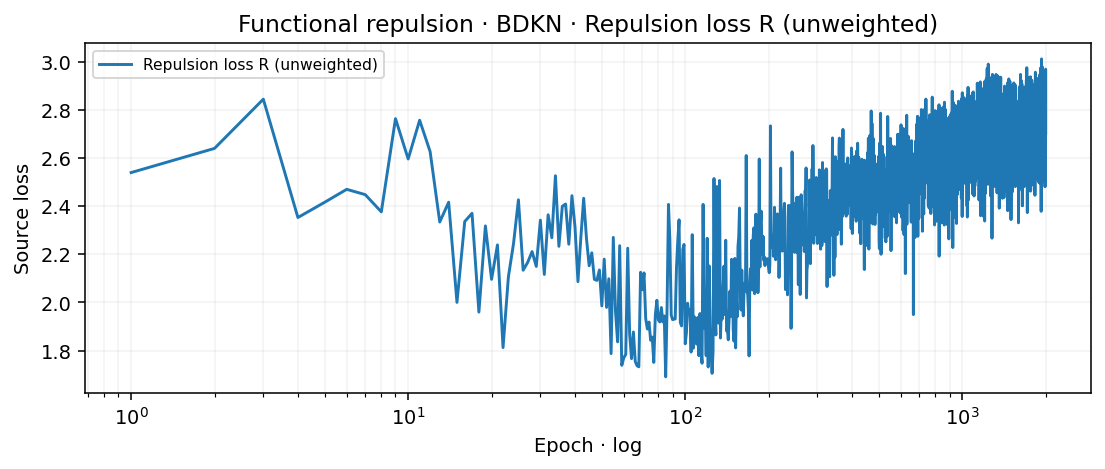 Functional repulsion · BDKN · Repulsion loss R (unweighted)
Repulsion loss R (unweighted)
Source loss
3.0
2.8
2.6
2.4
2.2
2.0
1.8
10⁰
10¹
10²
10³
Epoch · log